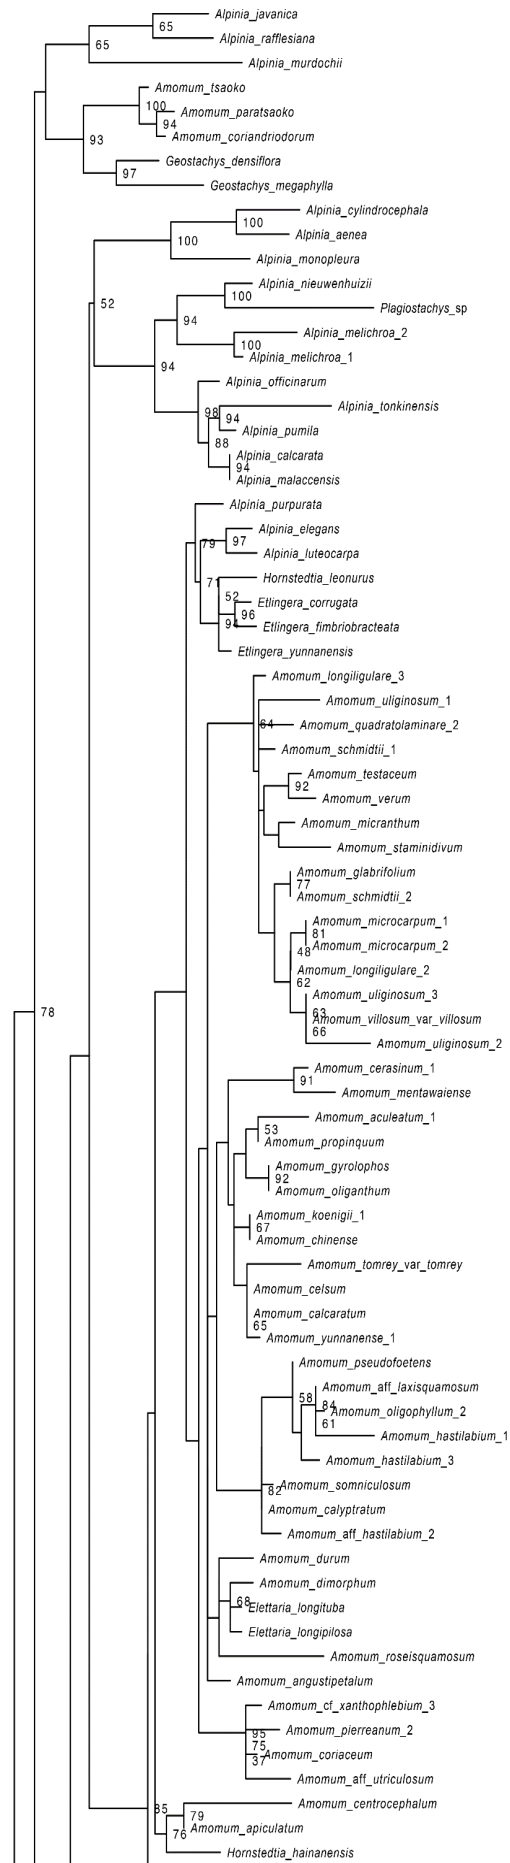 Alpinia_javanica
65
Alpinia_rafflesiana
65
Alpinia_murdochii
Amomum_tsaoko
100
Amomum_paratsaoko
94
Amomum_coriandriodorum
93
Geostachys_densiflora
97
Geostachys_megaphylla
Alpinia_cylindrocephala
100
Alpinia_aenea
100
Alpinia_monopleura
Alpinia_nieuwenhuizii
100
52
Plagiostachys_sp
94
Alpinia_melichroa_2
100
Alpinia_melichroa_1
94
Alpinia_officinarum
Alpinia_tonkinensis
98
94
Alpinia_pumila
88
Alpinia_calcarata
94
Alpinia_malaccensis
Alpinia_purpurata
Alpinia_elegans
79
97
Alpinia_luteocarpa
Hornstedtia_leonurus
71
52
Etlingera_corrugata
96
94
Etlingera_fimbriobracteata
Etlingera_yunnanensis
Amomum_longiligulare_3
Amomum_uliginosum_1
64
Amomum_quadratolaminare_2
Amomum_schmidtii_1
Amomum_testaceum
92
Amomum_verum
Amomum_micranthum
Amomum_staminidivum
Amomum_glabrifolium
77
Amomum_schmidtii_2
Amomum_microcarpum_1
81
Amomum_microcarpum_2
48
Amomum_longiligulare_2
62
Amomum_uliginosum_3
63
78
Amomum_villosum_var_villosum
66
Amomum_uliginosum_2
Amomum_cerasinum_1
91
Amomum_mentawaiense
Amomum_aculeatum_1
53
Amomum_propinquum
Amomum_gyrolophos
92
Amomum_oliganthum
Amomum_koenigii_1
67
Amomum_chinense
Amomum_tomrey_var_tomrey
Amomum_celsum
Amomum_calcaratum
65
Amomum_yunnanense_1
Amomum_pseudofoetens
Amomum_aff_laxisquamosum
58
84
Amomum_oligophyllum_2
61
Amomum_hastilabium_1
Amomum_hastilabium_3
Amomum_somniculosum
82
Amomum_calyptratum
Amomum_aff_hastilabium_2
Amomum_durum
Amomum_dimorphum
68
Elettaria_longituba
Elettaria_longipilosa
Amomum_roseisquamosum
Amomum_angustipetalum
Amomum_cf_xanthophlebium_3
Amomum_pierreanum_2
95
75
Amomum_coriaceum
37
Amomum_aff_utriculosum
Amomum_centrocephalum
85
79
Amomum_apiculatum
76
Hornstedtia_hainanensis